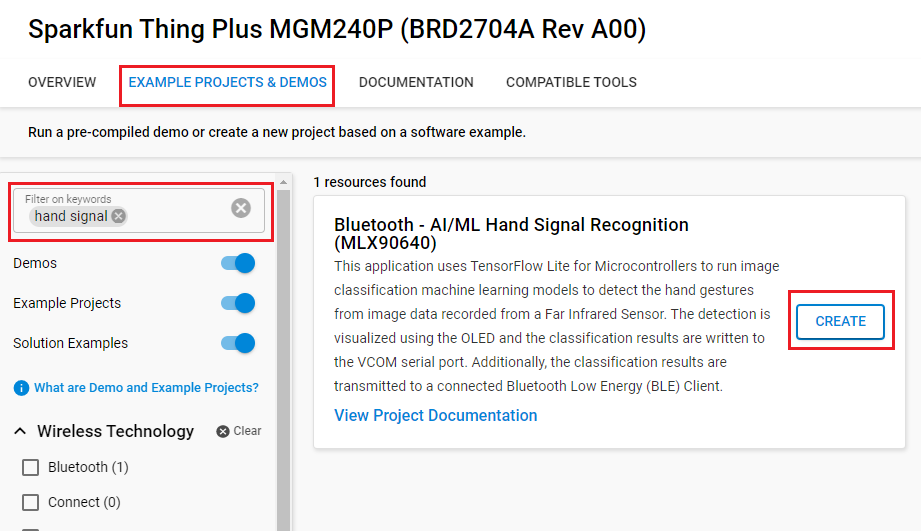 Sparkfun Thing Plus MGM240P (BRD2704A Rev A00)
OVERVIEW
EXAMPLE PROJECTS & DEMOS
DOCUMENTATION
COMPATIBLE TOOLS
Run a pre-compiled demo or create a new project based on a software example.
Filter on keywords
hand signal
Demos
Example Projects
Solution Examples
What are Demo and Example Projects?
Wireless Technology
Clear
Bluetooth (1)
Connect (0)
1 resources found
Bluetooth - AI/ML Hand Signal Recognition
(MLX90640)
This application uses TensorFlow Lite for Microcontrollers to run image
classification machine learning models to detect the hand gestures
from image data recorded from a Far Infrared Sensor. The detection is
visualized using the OLED and the classification results are written to
the VCOM serial port. Additionally, the classification results are
transmitted to a connected Bluetooth Low Energy (BLE) Client.
View Project Documentation
CREATE